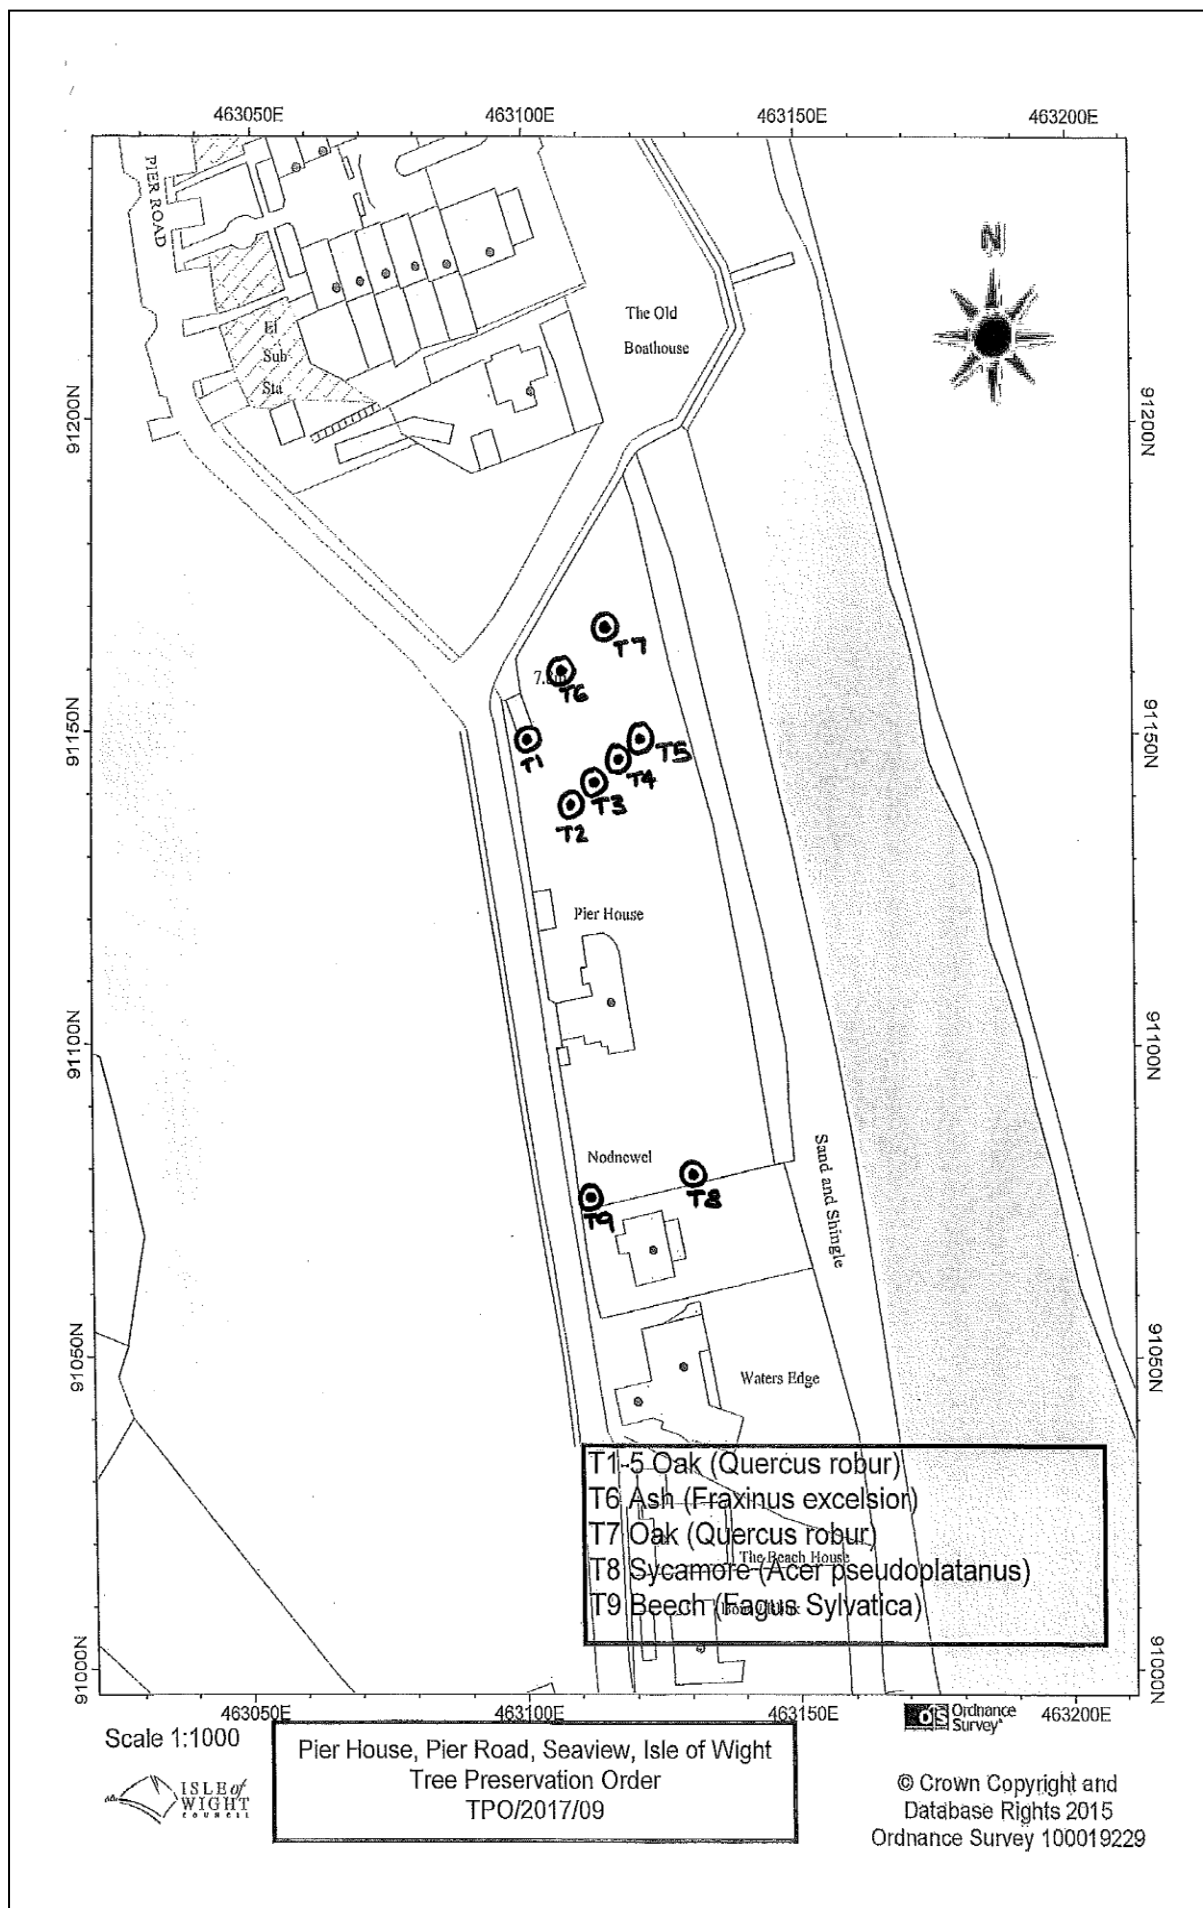 463050E
463100E
463150E
463200E
PIER ROAD
N
The Old
Boathouse
El
Sub
Sta
91200N
91200N
T7
T6
91150N
91150N
T1
T5
T4
T3
T2
Pier House
91100N
91100N
Nodnewel
T8
T9
Sand and Shingle
91050N
91050N
Waters Edge
T1-5 Oak (Quercus robur)
T6 Ash (Fraxinus excelsior)
T7 Oak (Quercus robur)
The Beach House
T8 Sycamore (Acer pseudoplatanus)
T9 Beech (Fagus Sylvatica)
91000N
91000N
463050E
463100E
463150E
463200E
OS Ordnance
Survey
Scale 1:1000
ISLE of
WIGHT
COUNCIL
Pier House, Pier Road, Seaview, Isle of Wight
Tree Preservation Order
TPO/2017/09
© Crown Copyright and
Database Rights 2015
Ordnance Survey 100019229